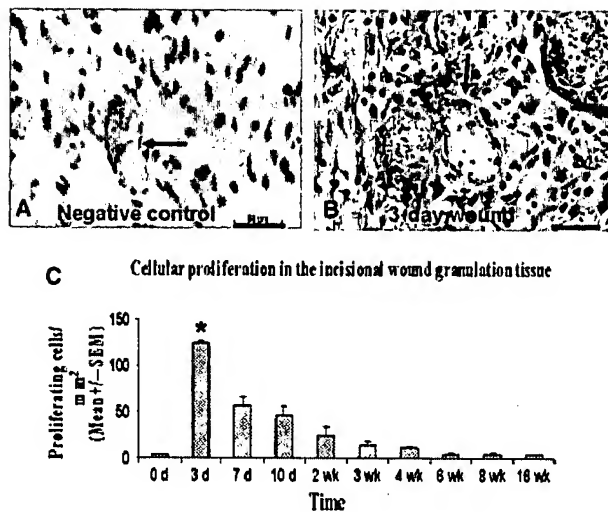 A Negative control
B 3-day wound
C Cellular proliferation in the incisional wound granulation tissue
Proliferating cells/
mm²
(Mean +/-SEM)
150
100
50
0
*
0 d 3 d 7 d 10 d 2 wk 3 wk 4 wk 6 wk 8 wk 16 wk
Time